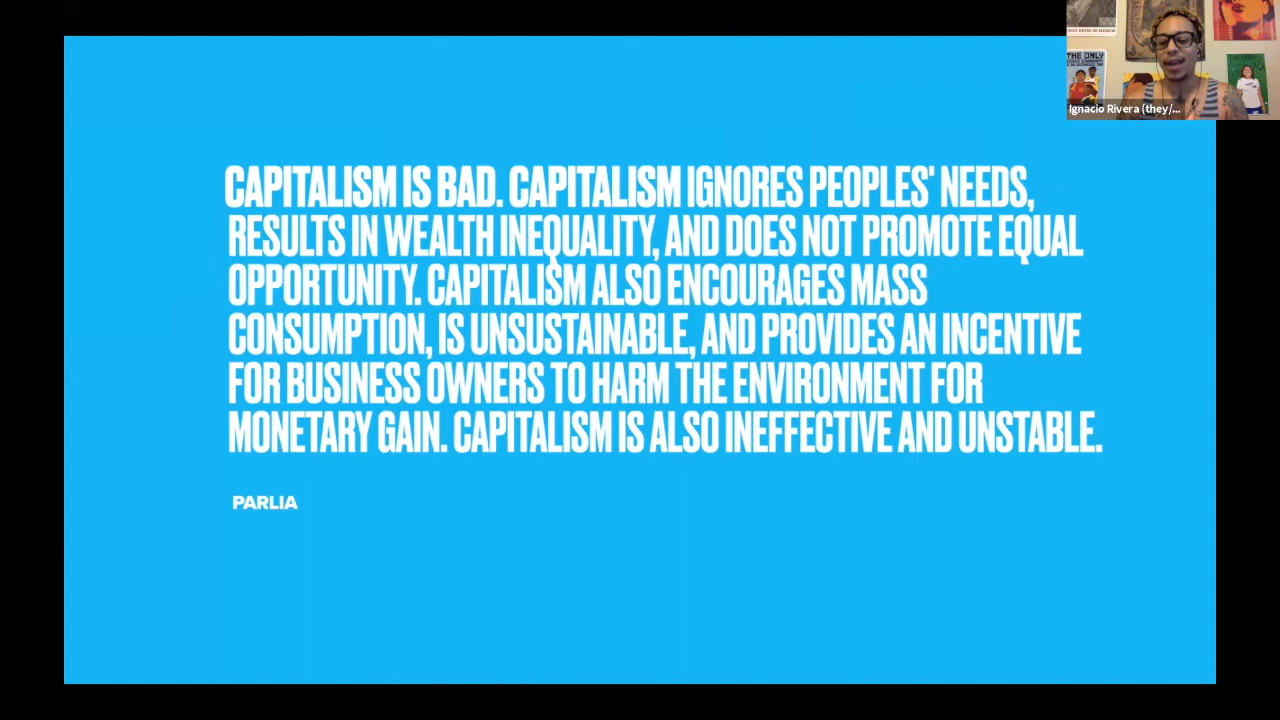 CAPITALISM IS BAD. CAPITALISM IGNORES PEOPLES' NEEDS,
RESULTS IN WEALTH INEQUALITY, AND DOES NOT PROMOTE EQUAL
OPPORTUNITY. CAPITALISM ALSO ENCOURAGES MASS
CONSUMPTION, IS UNSUSTAINABLE, AND PROVIDES AN INCENTIVE
FOR BUSINESS OWNERS TO HARM THE ENVIRONMENT FOR
MONETARY GAIN. CAPITALISM IS ALSO INEFFECTIVE AND UNSTABLE.
PARLIA
THE ONLY
Ignacio Rivera (they/...